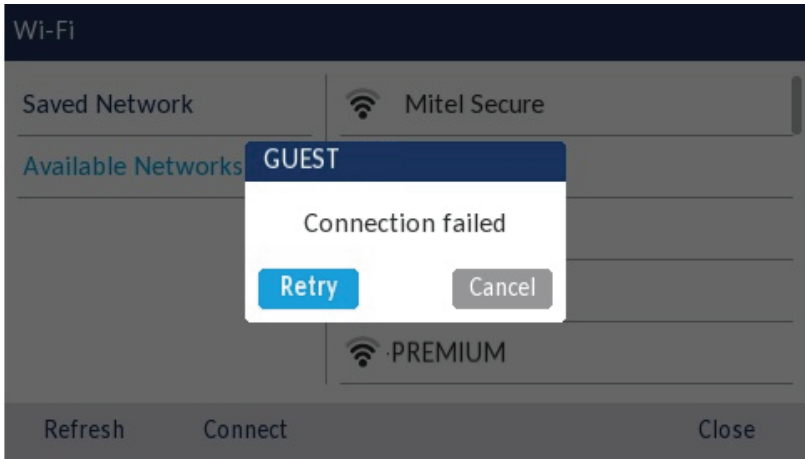 Wi-Fi
Saved Network
Mitel Secure
Available Networks
GUEST
Connection failed
Retry
Cancel
PREMIUM
Refresh
Connect
Close